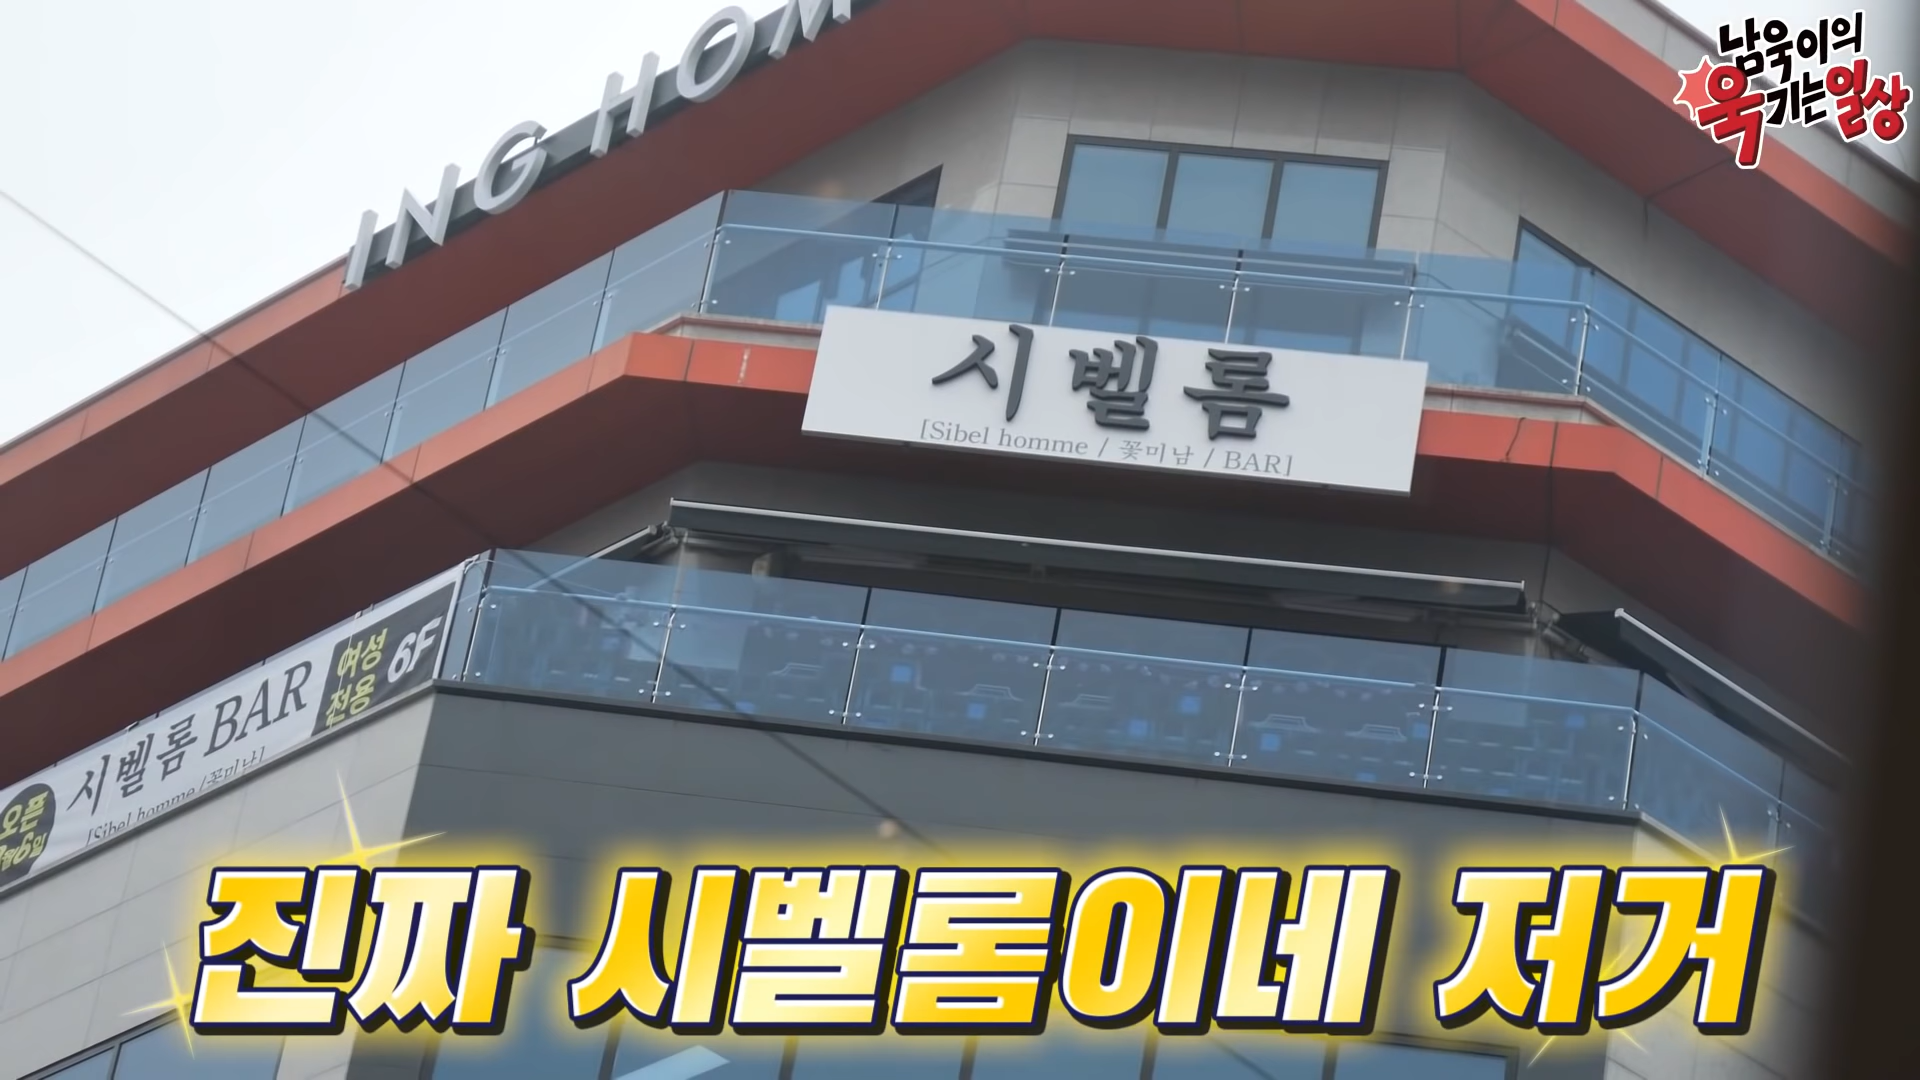 남욱이의
욱기는일상
ING HOM
시벨롬
[Sibel homme / 꽃미남 / BAR]
시벨롬 BAR
[Sibel homme / 꽃미남]
여성
전용
6F
오픈
6일
진짜 시벨롬이네 저거